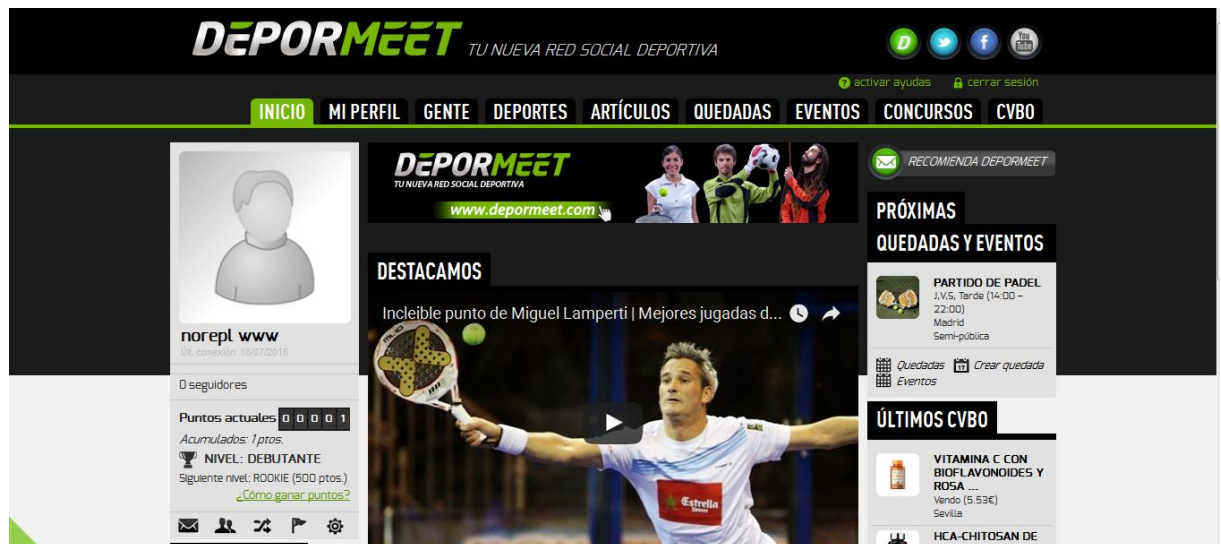 DEPORMEET TU NUEVA RED SOCIAL DEPORTIVA
D f You Tube
? activar ayudas cerrar sesión
INICIO MI PERFIL GENTE DEPORTES ARTÍCULOS QUEDADAS EVENTOS CONCURSOS CVBO
norepl www
Últ. conexión: 18/07/2016
0 seguidores
Puntos actuales 0 0 0 0 1
Acumulados: 1 ptos.
NIVEL: DEBUTANTE
Siguiente nivel: ROOKIE (500 ptos.)
¿Cómo ganar puntos?
DEPORMEET
TU NUEVA RED SOCIAL DEPORTIVA
www.depormeet.com
DESTACAMOS
Incleible punto de Miguel Lamperti | Mejores jugadas d...
Estrella
Damm
RECOMIENDA DEPORMEET
PRÓXIMAS
QUEDADAS Y EVENTOS
PARTIDO DE PADEL
J,V,S, Tarde (14:00 –
22:00)
Madrid
Semi-pública
Quedadas 17 Crear quedada
Eventos
ÚLTIMOS CVBO
VITAMINA C CON
BIOFLAVONOIDES Y
ROSA ...
Vendo (5.53€)
Sevilla
HCA-CHITOSAN DE